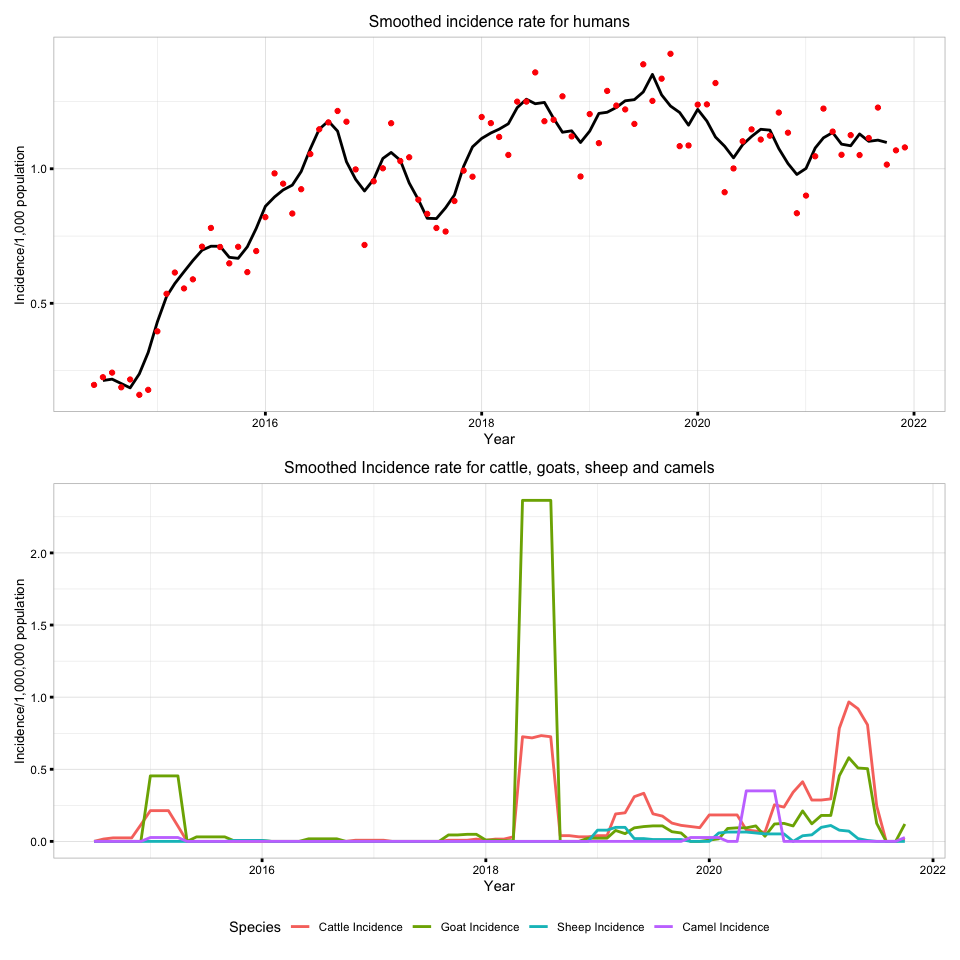 Smoothed incidence rate for humans
Incidence/1,000 population
1.0
0.5
2016 2018 2020 2022
Year
Smoothed Incidence rate for cattle, goats, sheep and camels
Incidence/1,000,000 population
2.0
1.5
1.0
0.5
0.0
2016 2018 2020 2022
Year
Species Cattle Incidence Goat Incidence Sheep Incidence Camel Incidence